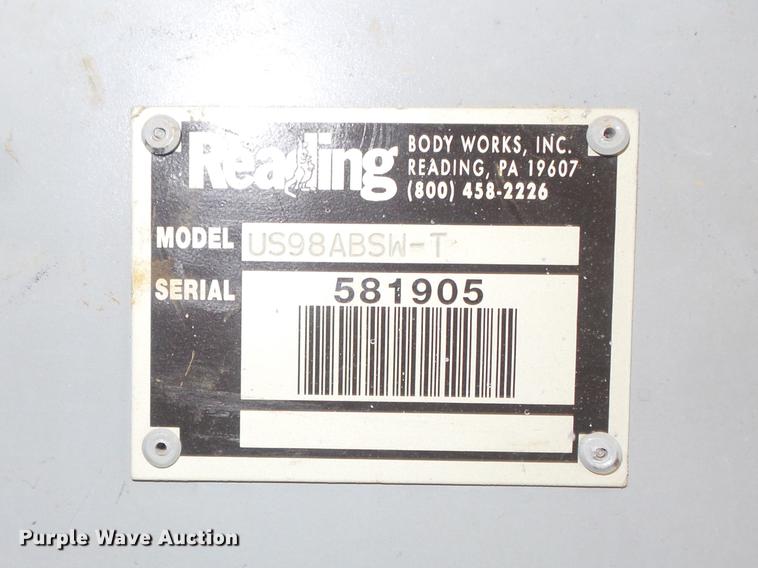 Reading
BODY WORKS, INC.
READING, PA 19607
(800) 458-2226
MODEL US98ABSW-T
SERIAL 581905
Purple Wave Auction